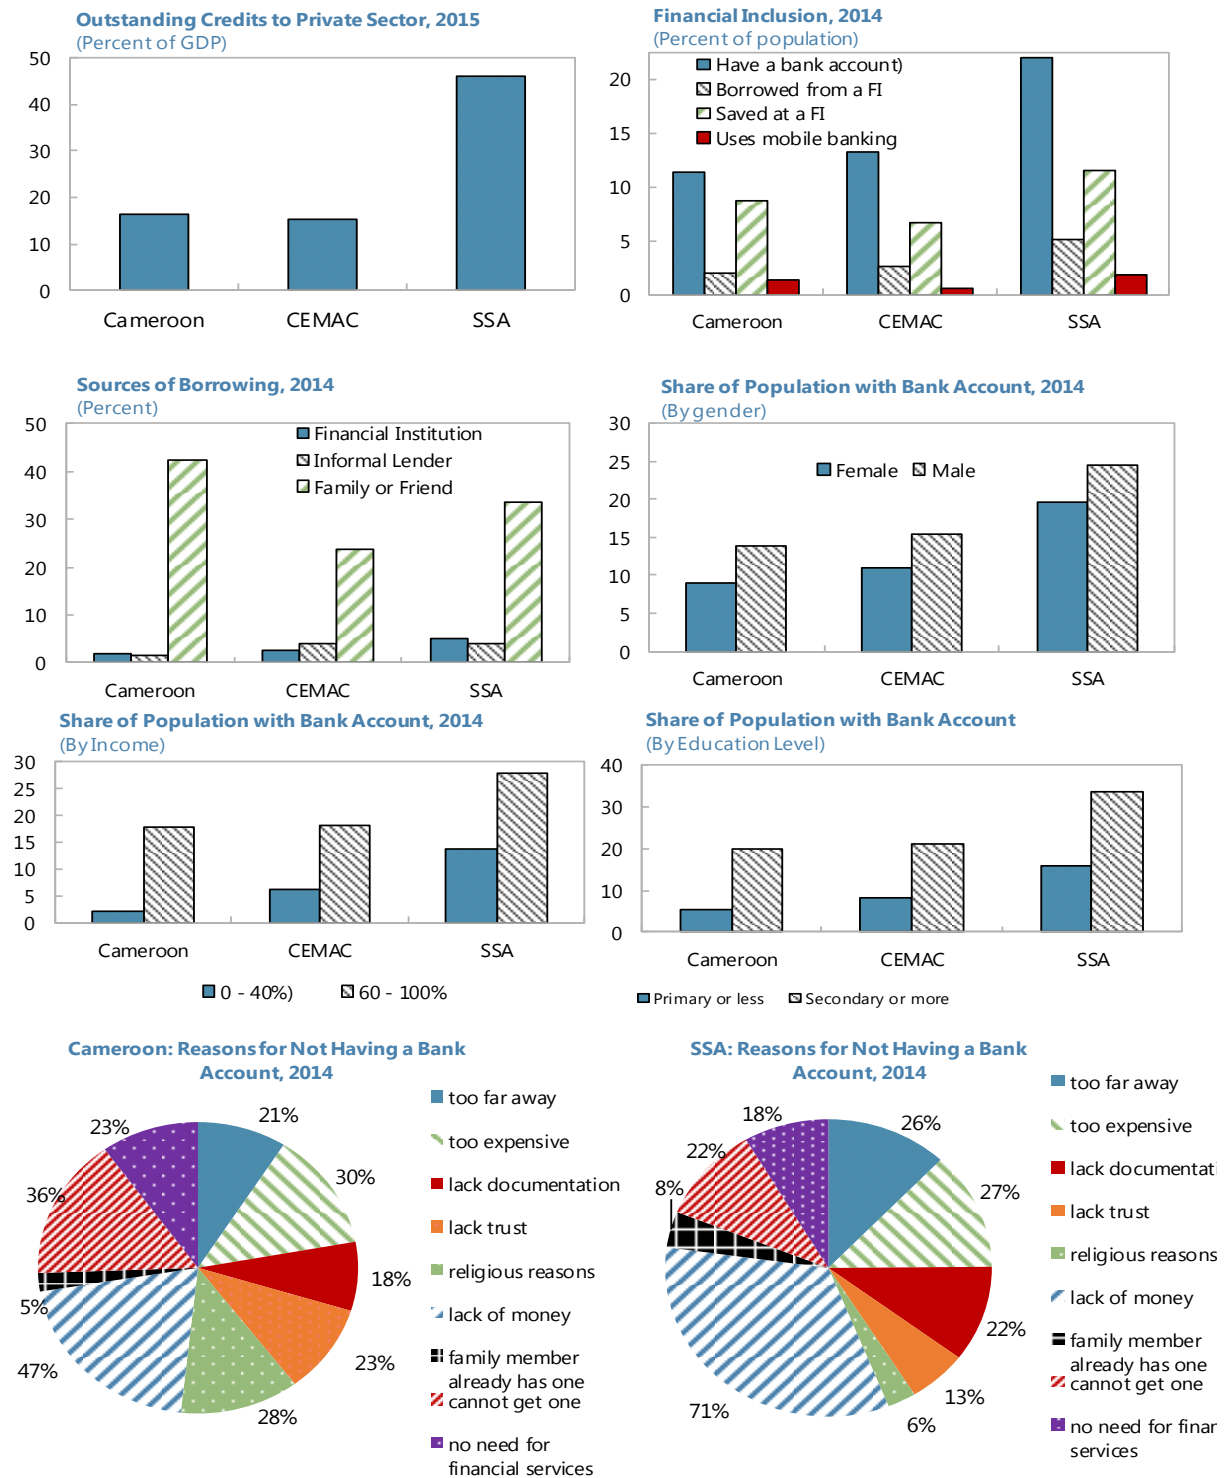 Outstanding Credits to Private Sector, 2015
(Percent of GDP)
50
40
30
20
10
0
Cameroon
CEMAC
SSA
Financial Inclusion, 2014
(Percent of population)
Have a bank account)
Borrowed from a FI
Saved at a FI
Uses mobile banking
20
15
10
5
0
Cameroon
CEMAC
SSA
Sources of Borrowing, 2014
(Percent)
Financial Institution
Informal Lender
Family or Friend
50
40
30
20
10
0
Cameroon
CEMAC
SSA
Share of Population with Bank Account, 2014
(By gender)
Female
Male
30
25
20
15
10
5
0
Cameroon
CEMAC
SSA
Share of Population with Bank Account, 2014
(By Income)
30
25
20
15
10
5
0
Cameroon
CEMAC
SSA
0 - 40%)
60 - 100%
Share of Population with Bank Account
(By Education Level)
40
30
20
10
0
Cameroon
CEMAC
SSA
Primary or less
Secondary or more
Cameroon: Reasons for Not Having a Bank
Account, 2014
21%
30%
18%
23%
28%
47%
5%
36%
23%
too far away
too expensive
lack documentation
lack trust
religious reasons
lack of money
family member
already has one
cannot get one
no need for
financial services
SSA: Reasons for Not Having a Bank
Account, 2014
26%
27%
22%
13%
6%
71%
8%
22%
18%
too far away
too expensive
lack documentati
lack trust
religious reasons
lack of money
family member
already has one
cannot get one
no need for finan
services